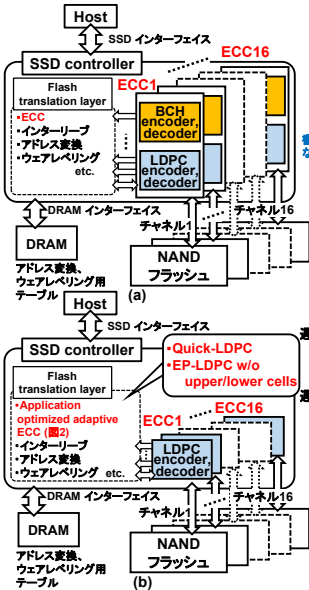 Host
SSD インターフェイス
SSD controller
ECC16
ECC1
Flash
translation layer
•ECC
•インターリーブ
•アドレス変換
•ウェアレベリング
etc.
BCH
encoder,
decoder
LDPC
encoder,
decoder
DRAM インターフェイス
チャネル1
チャネル16
DRAM
NAND
フラッシュ
アドレス変換、
ウェアレベリング用
テーブル
(a)
Host
SSD インターフェイス
SSD controller
•Quick-LDPC
•EP-LDPC w/o
upper/lower cells
Flash
translation layer
•Application
optimized adaptive
ECC (図2)
•インターリーブ
•アドレス変換
•ウェアレベリング etc.
ECC16
ECC1
LDPC
encoder,
decoder
DRAM インターフェイス
チャネル1
チャネル16
DRAM
NAND
フラッシュ
アドレス変換、
ウェアレベリング用
テーブル
(b)